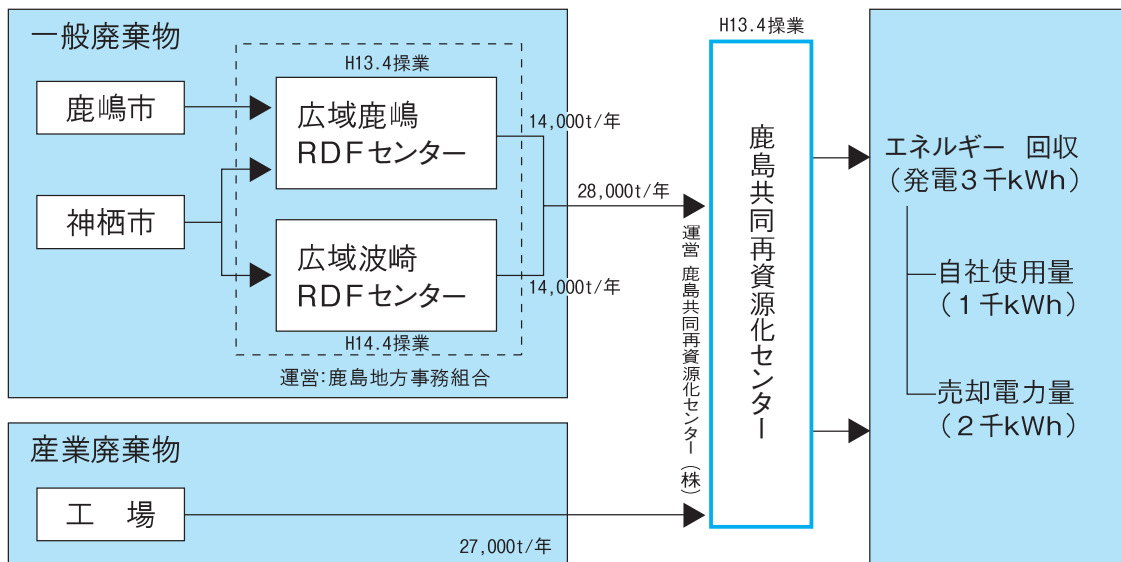 一般廃棄物
鹿嶋市
神栖市
H13.4操業
広域鹿嶋
RDFセンター
広域波崎
RDFセンター
H14.4操業
運営:鹿島地方事務組合
14,000t/年
28,000t/年
14,000t/年
産業廃棄物
工　場
27,000t/年
運営 鹿島共同再資源化センター(株)
H13.4操業
鹿島共同再資源化センター
エネルギー 回収
(発電3千kWh)
自社使用量
(1千kWh)
売却電力量
(2千kWh)